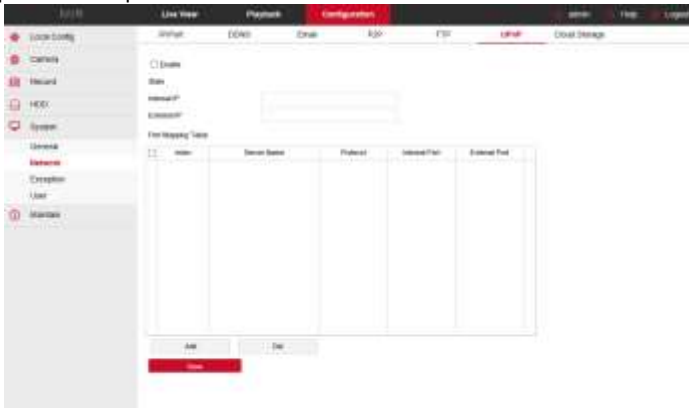 NVR
Live View Playback Configuration admin Help Logout
Local Config
Camera
Record
HDD
System
General
Network
Exception
User
Maintain
IP/Port DDNS Email P2P FTP UPnP Cloud Storage
Enable
State
Internal IP
External IP
Port Mapping Table
Index Server Name Protocol Internal Port External Port
Add Del
Save